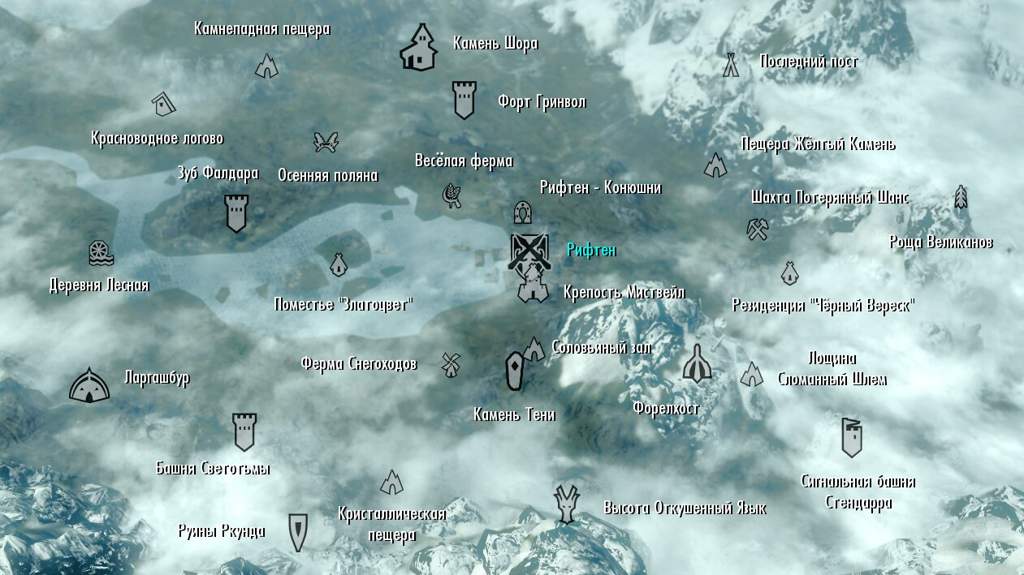 Камнепадная пещера
Камень Шора
Последний пост
Форт Гринвол
Красноводное логово
Пещера Жёлтый Камень
Весёлая ферма
Зуб Фалдара
Осенняя поляна
Рифтен - Конюшни
Шахта Потерянный Шанс
Роща Великанов
Рифтен
Деревня Лесная
Крепость Миствейл
Поместье "Златоцвет"
Резиденция "Чёрный Вереск"
Соловьиный зал
Ферма Снегоходов
Лощина
Сломанный Шлем
Ларгашбур
Форелхост
Камень Тени
Башня Светотьмы
Сигнальная башня
Стендарра
Высота Откушенный Язык
Кристаллическая
пещера
Руины Ркунда